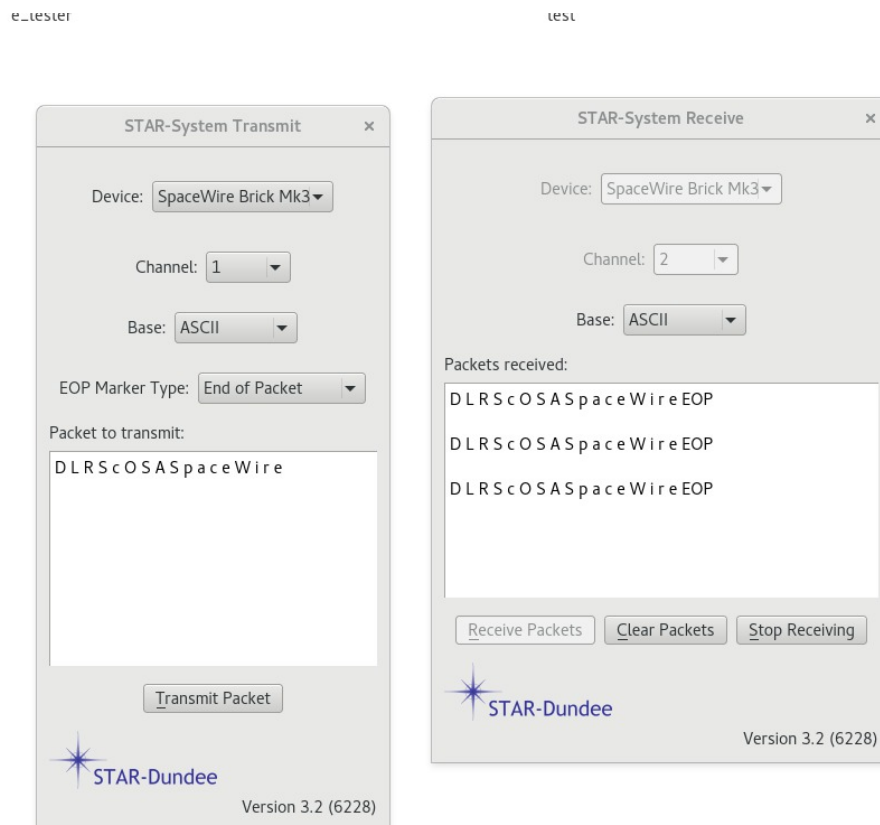 e_tester
test
STAR-System Transmit
Device: SpaceWire Brick Mk3
Channel: 1
Base: ASCII
EOP Marker Type: End of Packet
Packet to transmit:
D L R S c O S A S p a c e W i r e
Transmit Packet
STAR-Dundee
Version 3.2 (6228)
STAR-System Receive
Device: SpaceWire Brick Mk3
Channel: 2
Base: ASCII
Packets received:
D L R S c O S A S p a c e W i r e EOP
D L R S c O S A S p a c e W i r e EOP
D L R S c O S A S p a c e W i r e EOP
Receive Packets Clear Packets Stop Receiving
STAR-Dundee
Version 3.2 (6228)